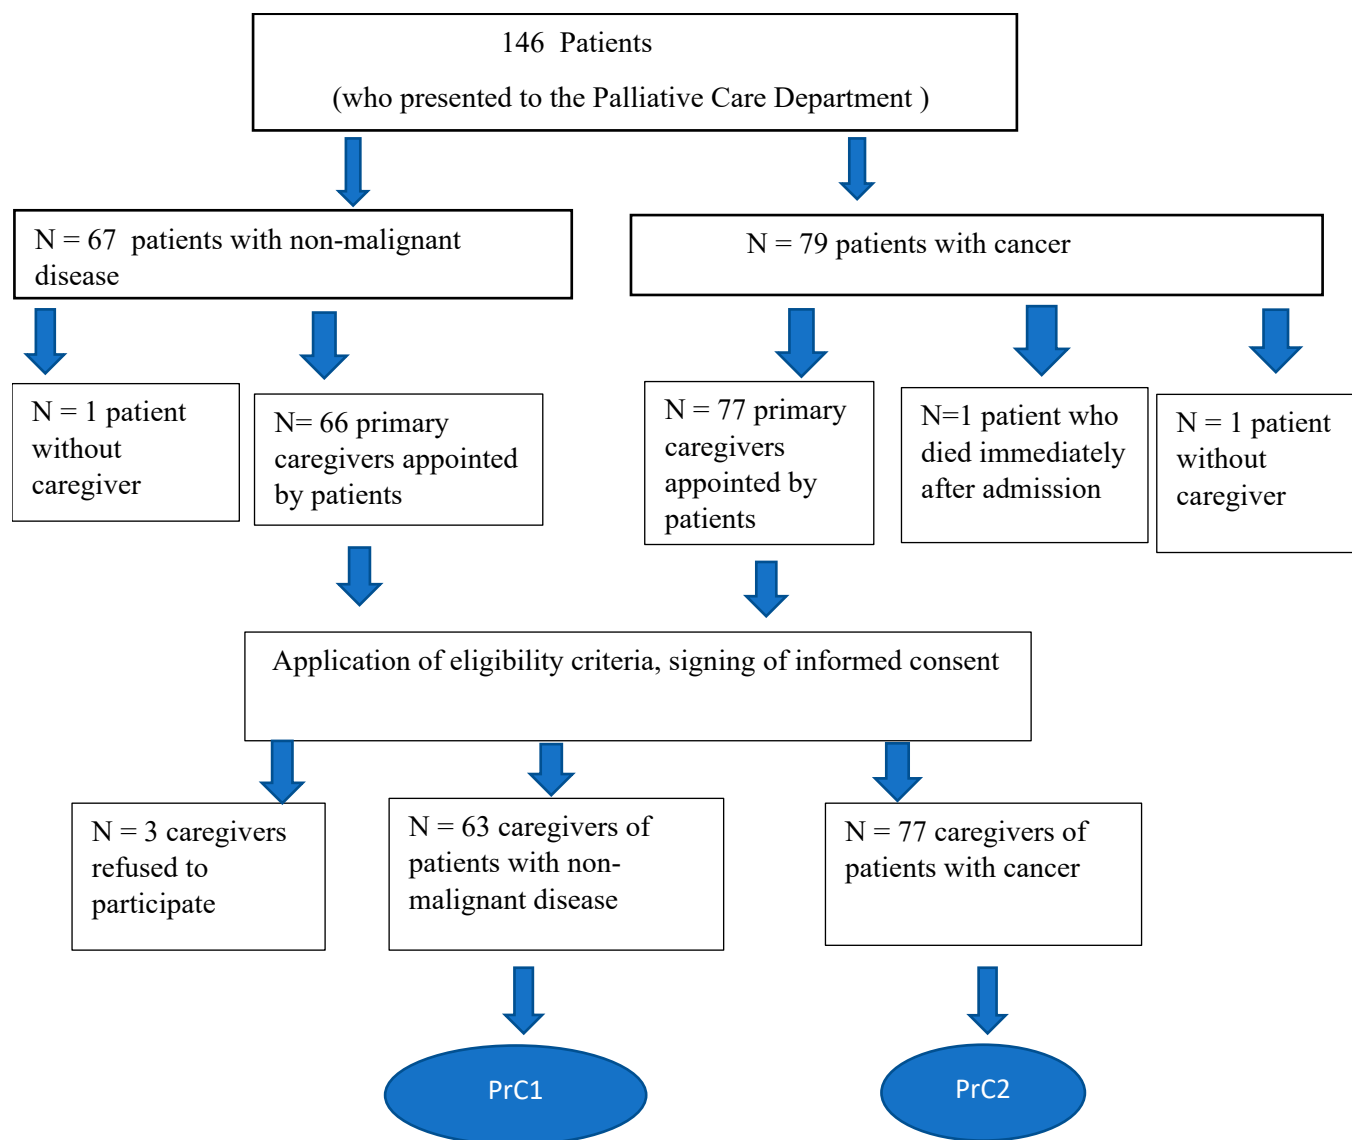 146 Patients
(who presented to the Palliative Care Department )
N = 67 patients with non-malignant
disease
N = 79 patients with cancer
N = 1 patient
without
caregiver
N= 66 primary
caregivers appointed
by patients
N = 77 primary
caregivers
appointed by
patients
N=1 patient who
died immediately
after admission
N = 1 patient
without
caregiver
Application of eligibility criteria, signing of informed consent
N = 3 caregivers
refused to
participate
N = 63 caregivers of
patients with non-
malignant disease
N = 77 caregivers of
patients with cancer
PrC1
PrC2